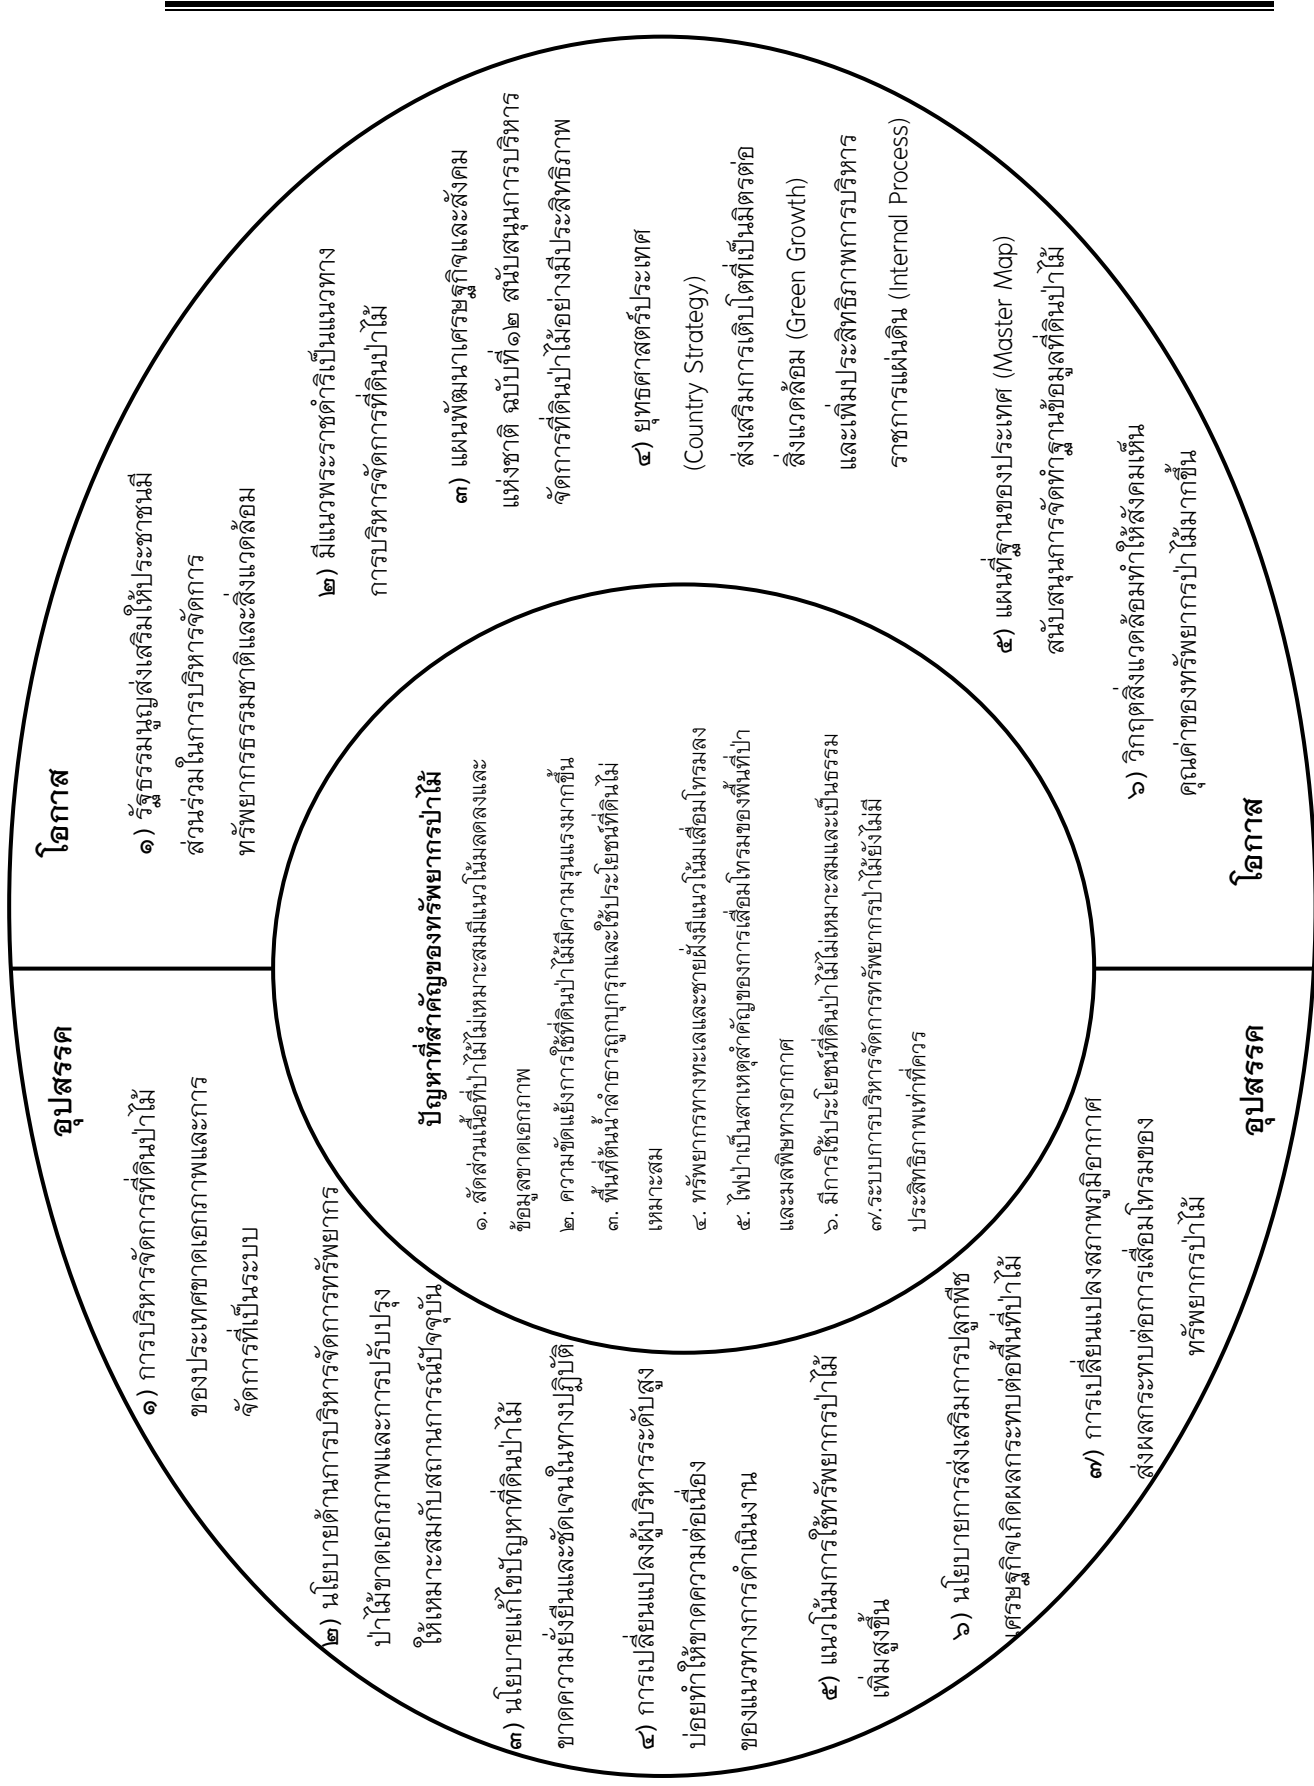 อุปสรรค
๑) การบริหารจัดการที่ดินป่าไม้
ของประเทศขาดเอกภาพและการ
จัดการที่เป็นระบบ
๒) นโยบายด้านการบริหารจัดการทรัพยากร
ป่าไม้ขาดเอกภาพและการปรับปรุง
ให้เหมาะสมกับสถานการณ์ปัจจุบัน
๓) นโยบายแก้ไขปัญหาที่ดินป่าไม้
ขาดความยั่งยืนและชัดเจนในทางปฏิบัติ
๔) การเปลี่ยนแปลงผู้บริหารระดับสูง
บ่อยทำให้ขาดความต่อเนื่อง
ของแนวทางการดำเนินงาน
๕) แนวโน้มการใช้ทรัพยากรป่าไม้
เพิ่มสูงขึ้น
๖) นโยบายการส่งเสริมการปลูกพืช
เศรษฐกิจเกิดผลกระทบต่อพื้นที่ป่าไม้
๗) การเปลี่ยนแปลงสภาพภูมิอากาศ
ส่งผลกระทบต่อการเสื่อมโทรมของ
ทรัพยากรป่าไม้
อุปสรรค
ปัญหาที่สำคัญของทรัพยากรป่าไม้
๑. สัดส่วนเนื้อที่ป่าไม้ไม่เหมาะสมมีแนวโน้มลดลงและ
ข้อมูลขาดเอกภาพ
๒. ความขัดแย้งการใช้ที่ดินป่าไม้มีความรุนแรงมากขึ้น
๓. พื้นที่ต้นน้ำลำธารถูกบุกรุกและใช้ประโยชน์ที่ดินไม่
เหมาะสม
๔. ทรัพยากรทางทะเลและชายฝั่งมีแนวโน้มเสื่อมโทรมลง
๕. ไฟป่าเป็นสาเหตุสำคัญของการเสื่อมโทรมของพื้นที่ป่า
และมลพิษทางอากาศ
๖. มีการใช้ประโยชน์ที่ดินป่าไม้ไม่เหมาะสมและเป็นธรรม
๗.ระบบการบริหารจัดการทรัพยากรป่าไม้ยังไม่มี
ประสิทธิภาพเท่าที่ควร
โอกาส
๑) รัฐธรรมนูญส่งเสริมให้ประชาชนมี
ส่วนร่วมในการบริหารจัดการ
ทรัพยากรธรรมชาติและสิ่งแวดล้อม
๒) มีแนวพระราชดำริเป็นแนวทาง
การบริหารจัดการที่ดินป่าไม้
๓) แผนพัฒนาเศรษฐกิจและสังคม
แห่งชาติ ฉบับที่๑๒ สนับสนุนการบริหาร
จัดการที่ดินป่าไม้อย่างมีประสิทธิภาพ
๔) ยุทธศาสตร์ประเทศ
(Country Strategy)
ส่งเสริมการเติบโตที่เป็นมิตรต่อ
สิ่งแวดล้อม (Green Growth)
และเพิ่มประสิทธิภาพการบริหาร
ราชการแผ่นดิน (Internal Process)
๕) แผนที่ฐานของประเทศ (Master Map)
สนับสนุนการจัดทำฐานข้อมูลที่ดินป่าไม้
๖) วิกฤตสิ่งแวดล้อมทำให้สังคมเห็น
คุณค่าของทรัพยากรป่าไม้มากขึ้น
โอกาส